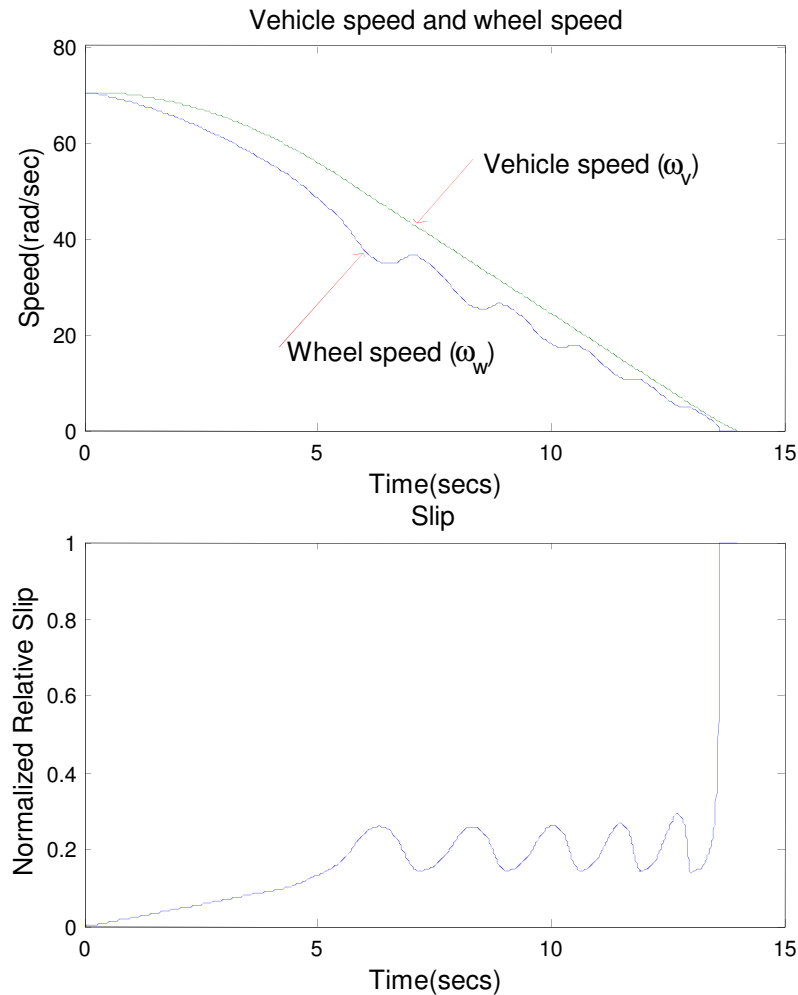 Vehicle speed and wheel speed
80
60
40
20
0
Speed(rad/sec)
Vehicle speed (ωv)
Wheel speed (ωw)
0
5
10
15
Time(secs)
Slip
1
0.8
0.6
0.4
0.2
0
Normalized Relative Slip
0
5
10
15
Time(secs)